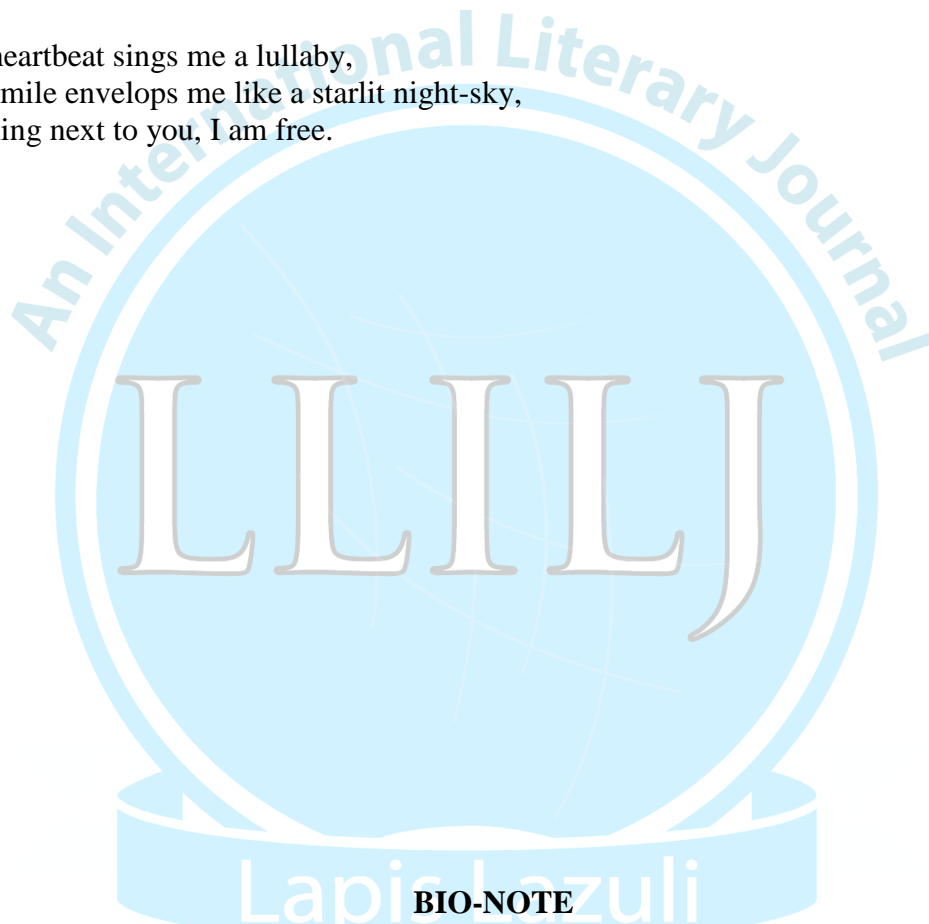 heartbeat sings me a lullaby,
mile envelops me like a starlit night-sky,
ing next to you, I am free.
An International Literary Journal
LLILJ
Lapis Lazuli
BIO-NOTE